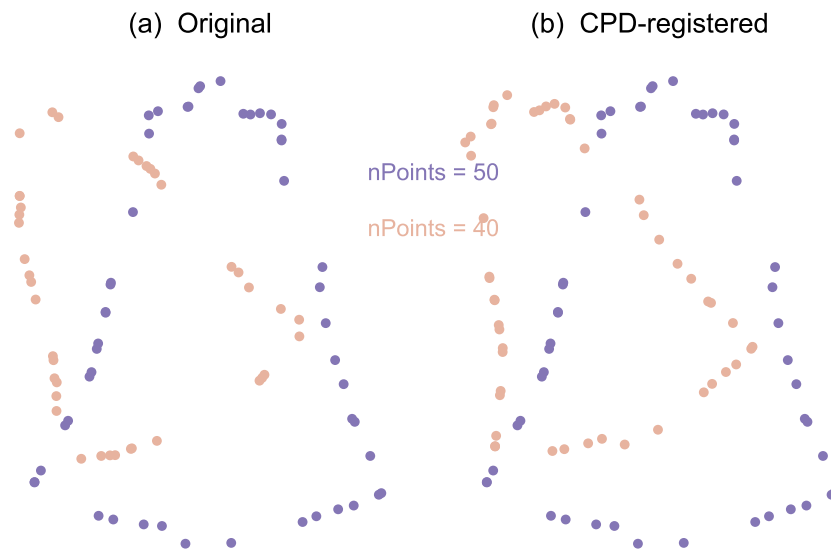 (a) Original
(b) CPD-registered
nPoints = 50
nPoints = 40